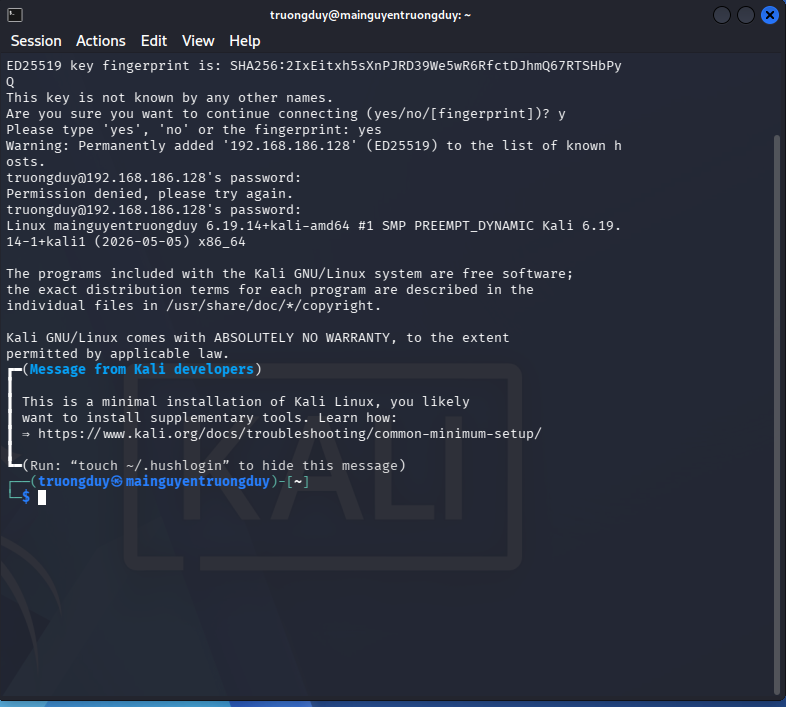 truongduy@mainguyentruongduy: ~
Session Actions Edit View Help
ED25519 key fingerprint is: SHA256:2IxEitxh5sXnPJRD39We5wR6RfctDJhmQ67RTSHbPy
Q
This key is not known by any other names.
Are you sure you want to continue connecting (yes/no/[fingerprint])? y
Please type 'yes', 'no' or the fingerprint: yes
Warning: Permanently added '192.168.186.128' (ED25519) to the list of known h
osts.
truongduy@192.168.186.128's password:
Permission denied, please try again.
truongduy@192.168.186.128's password:
Linux mainguyentruongduy 6.19.14+kali-amd64 #1 SMP PREEMPT_DYNAMIC Kali 6.19.
14-1+kali1 (2026-05-05) x86_64
The programs included with the Kali GNU/Linux system are free software;
the exact distribution terms for each program are described in the
individual files in /usr/share/doc/*/copyright.
Kali GNU/Linux comes with ABSOLUTELY NO WARRANTY, to the extent
permitted by applicable law.
┏━(Message from Kali developers)
┃ This is a minimal installation of Kali Linux, you likely
┃ want to install supplementary tools. Learn how:
┃ ⇒ https://www.kali.org/docs/troubleshooting/common-minimum-setup/
┗━(Run: “touch ~/.hushlogin” to hide this message)
┌──(truongduy㉿mainguyentruongduy)-[~]
└─$
KALI